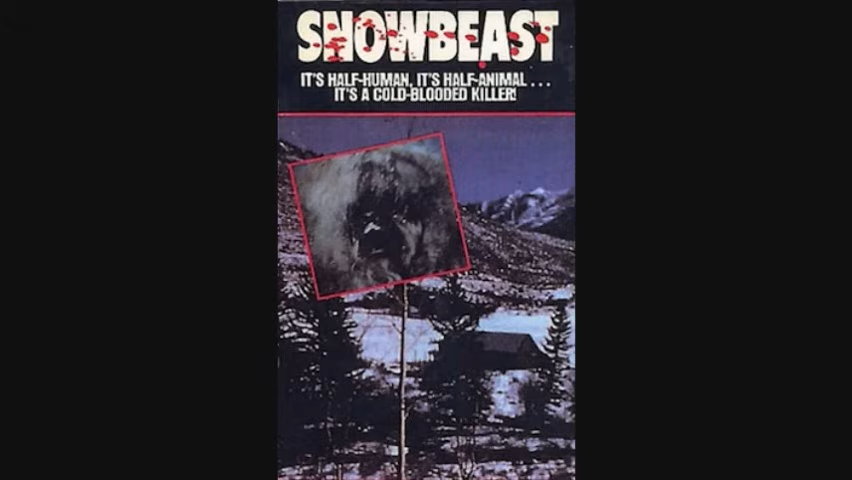 SNOWBEAST
IT'S HALF-HUMAN, IT'S HALF-ANIMAL...
IT'S A COLD-BLOODED KILLER!